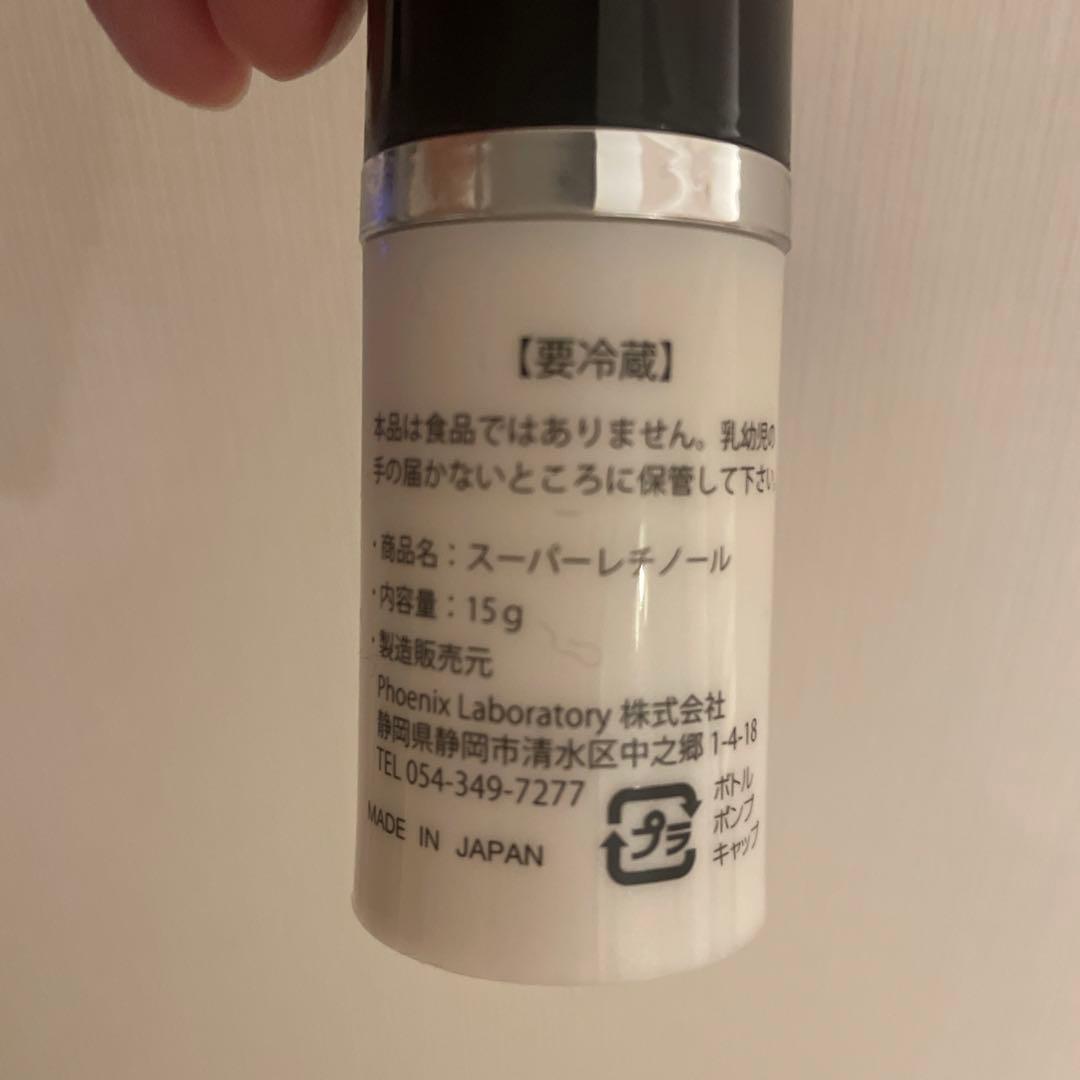 【要冷蔵】
本品は食品ではありません。乳幼児の
手の届かないところに保管して下さい。
・商品名：スーパーレチノール
・内容量：15g
・製造販売元
Phoenix Laboratory 株式会社
静岡県静岡市清水区中之郷 1-4-18
TEL 054-349-7277
MADE IN JAPAN
プラ
ボトル
ポンプ
キャップ